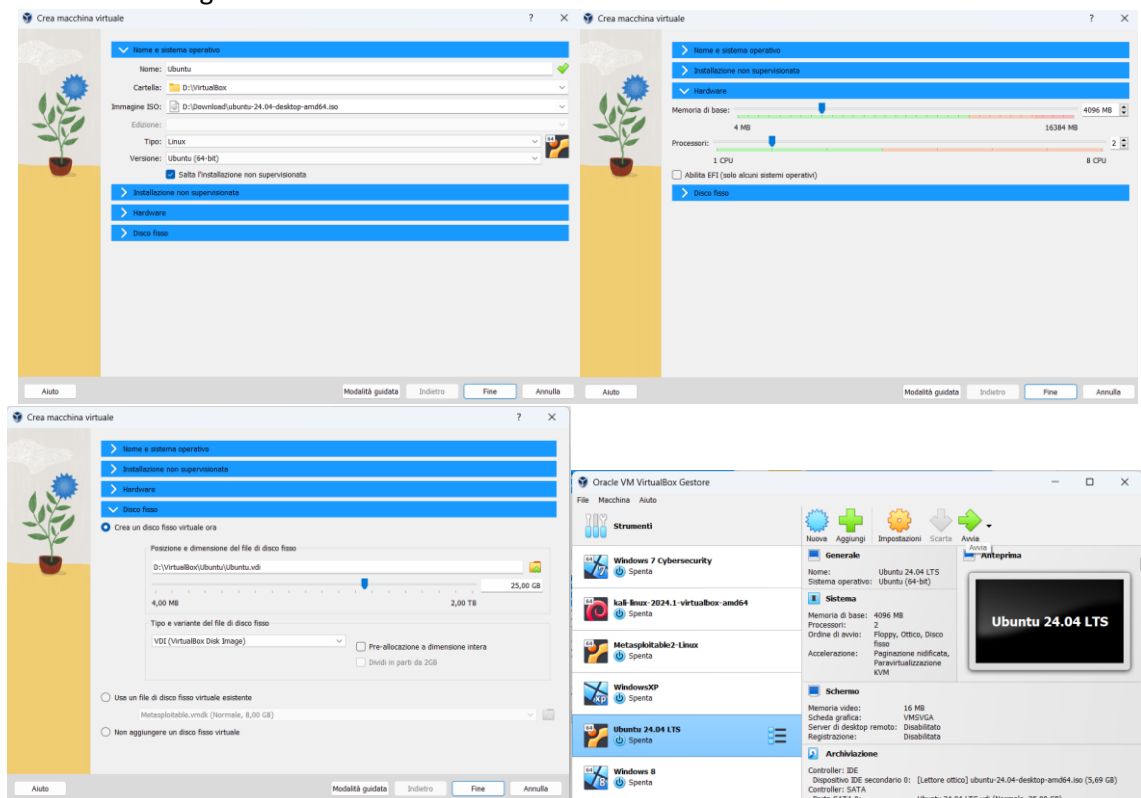 Crea macchina virtuale ? X
Nome e sistema operativo
Nome: Ubuntu
Cartella: D:\VirtualBox
Immagine ISO: D:\Download\ubuntu-24.04-desktop-amd64.iso
Edizione:
Tipo: Linux
Versione: Ubuntu (64-bit)
Salta l'installazione non supervisionata
Installazione non supervisionata
Hardware
Disco fisso
Aiuto Modalità guidata Indietro Fine Annulla
Crea macchina virtuale ? X
Nome e sistema operativo
Installazione non supervisionata
Hardware
Memoria di base: 4096 MB
4 MB 16384 MB
Processori: 2
1 CPU 8 CPU
Abilita EFI (solo alcuni sistemi operativi)
Disco fisso
Aiuto Modalità guidata Indietro Fine Annulla
Crea macchina virtuale ? X
Nome e sistema operativo
Installazione non supervisionata
Hardware
Disco fisso
Crea un disco fisso virtuale ora
Posizione e dimensione del file di disco fisso
D:\VirtualBox\Ubuntu\Ubuntu.vdi
25,00 GB
4,00 MB 2,00 TB
Tipo e variante del file di disco fisso
VDI (VirtualBox Disk Image) Pre-allocazione a dimensione intera
Dividi in parti da 2GB
Usa un file di disco fisso virtuale esistente
Metasploitable.vmdk (Normale, 8,00 GB)
Non aggiungere un disco fisso virtuale
Aiuto Modalità guidata Indietro Fine Annulla
Oracle VM VirtualBox Gestore
File Macchina Aiuto
Strumenti
Nuova Aggiungi Impostazioni Scarta Avvia
Avvia
Windows 7 Cybersecurity
Spenta
kali-linux-2024.1-virtualbox-amd64
Spenta
Metasploitable2-Linux
Spenta
WindowsXP
Spenta
Ubuntu 24.04 LTS
Spenta
Windows 8
Spenta
Generale
Nome: Ubuntu 24.04 LTS
Sistema operativo: Ubuntu (64-bit)
Sistema
Memoria di base: 4096 MB
Processori: 2
Ordine di avvio: Floppy, Ottico, Disco
fisso
Accelerazione: Paginazione nidificata,
Paravirtualizzazione
KVM
Anteprima
Ubuntu 24.04 LTS
Schermo
Memoria video: 16 MB
Scheda grafica: VMSVGA
Server di desktop remoto: Disabilitato
Registrazione: Disabilitata
Archiviazione
Controller: IDE
Dispositivo IDE secondario 0: [Lettore ottico] ubuntu-24.04-desktop-amd64.iso (5,69 GB)
Controller: SATA